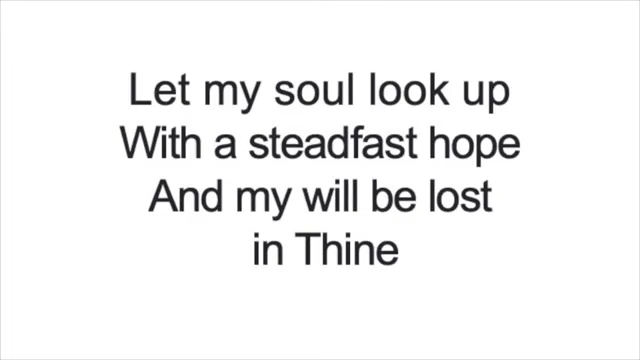 Let my soul look up
With a steadfast hope
And my will be lost
in Thine